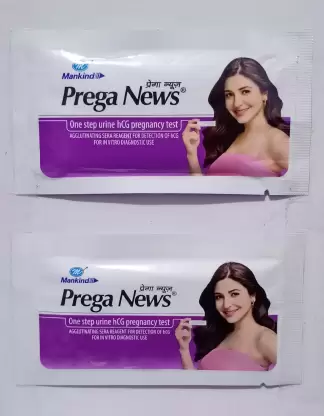 Mankind
प्रेगा न्यूज़
Prega News®
One step urine hCG pregnancy test
AGGLUTINATING SERA REAGENT FOR DETECTION OF hCG
FOR IN VITRO DIAGNOSTIC USE
Mankind
प्रेगा न्यूज़
Prega News®
One step urine hCG pregnancy test
AGGLUTINATING SERA REAGENT FOR DETECTION OF hCG
FOR IN VITRO DIAGNOSTIC USE